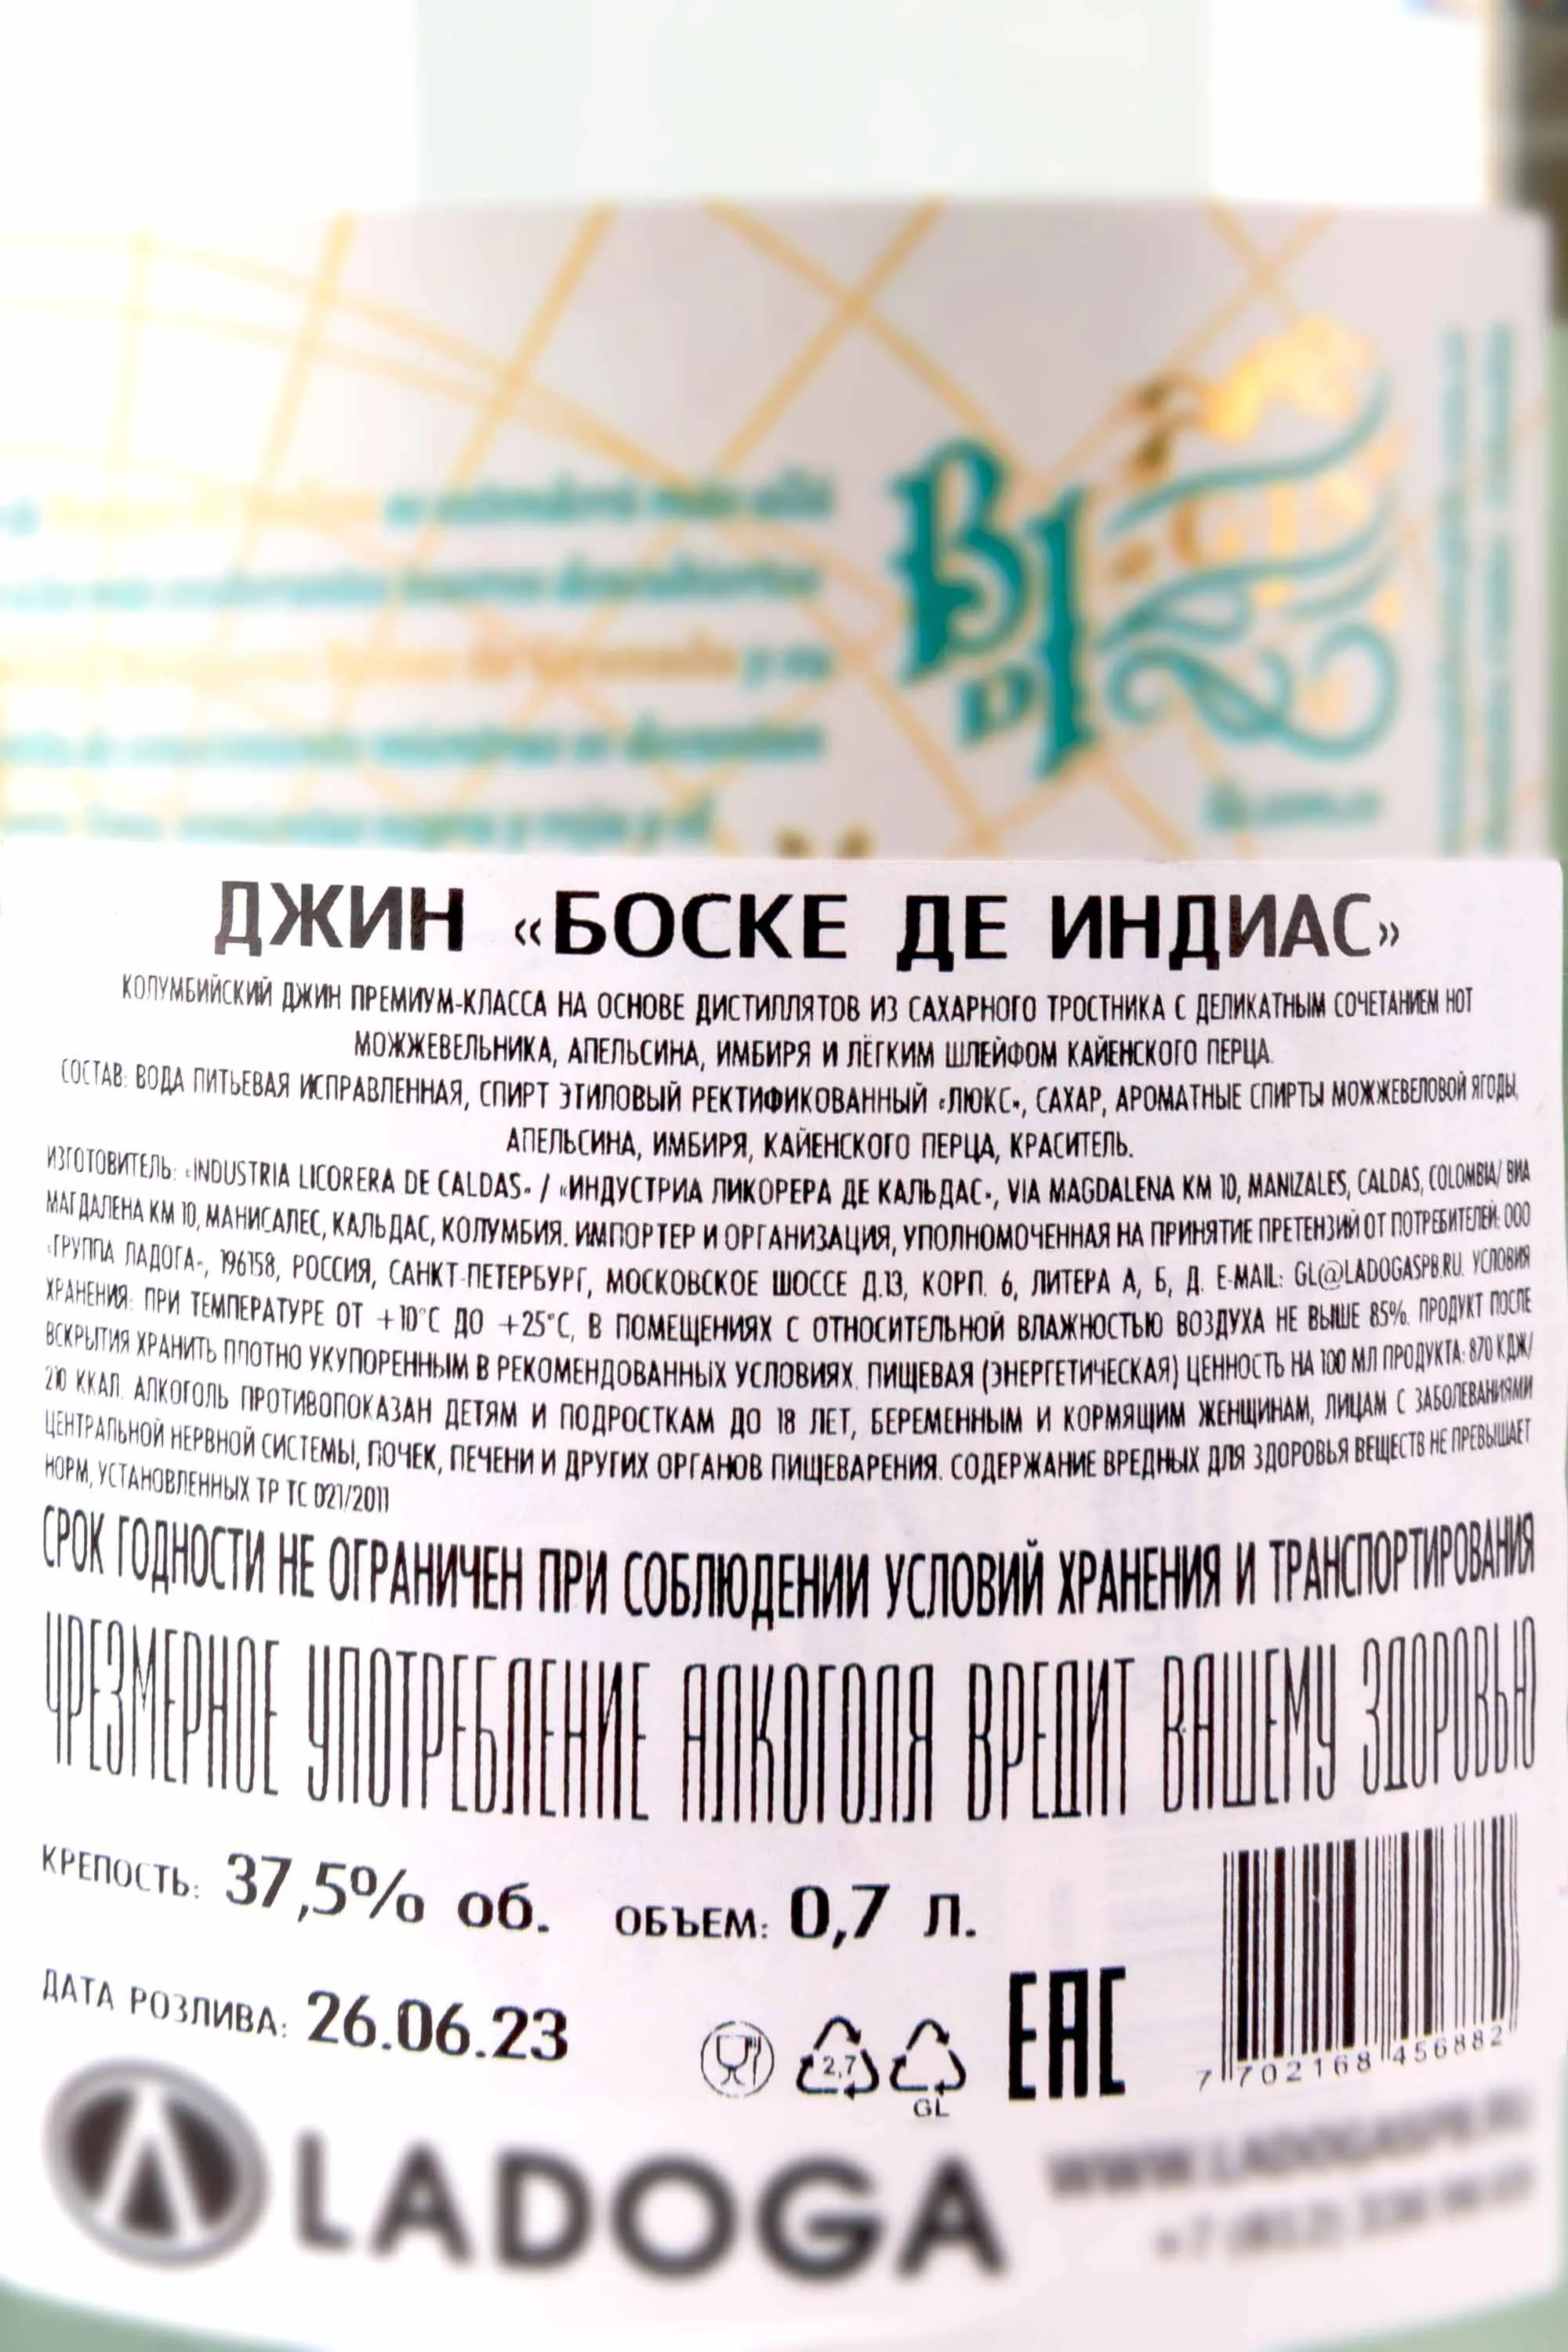 BDI
ДЖИН «БОСКЕ ДЕ ИНДИАС»
КОЛУМБИЙСКИЙ ДЖИН ПРЕМИУМ-КЛАССА НА ОСНОВЕ ДИСТИЛЛЯТОВ ИЗ САХАРНОГО ТРОСТНИКА С ДЕЛИКАТНЫМ СОЧЕТАНИЕМ НОТ
МОЖЖЕВЕЛЬНИКА, АПЕЛЬСИНА, ИМБИРЯ И ЛЁГКИМ ШЛЕЙФОМ КАЙЕНСКОГО ПЕРЦА.
СОСТАВ: ВОДА ПИТЬЕВАЯ ИСПРАВЛЕННАЯ, СПИРТ ЭТИЛОВЫЙ РЕКТИФИКОВАННЫЙ «ЛЮКС», САХАР, АРОМАТНЫЕ СПИРТЫ МОЖЖЕВЕЛОВОЙ ЯГОДЫ,
АПЕЛЬСИНА, ИМБИРЯ, КАЙЕНСКОГО ПЕРЦА, КРАСИТЕЛЬ.
ИЗГОТОВИТЕЛЬ: «INDUSTRIA LICORERA DE CALDAS» / «ИНДУСТРИА ЛИКОРЕРА ДЕ КАЛЬДАС», VIA MAGDALENA KM 10, MANIZALES, CALDAS, COLOMBIA/ ВИА
МАГДАЛЕНА КМ 10, МАНИСАЛЕС, КАЛЬДАС, КОЛУМБИЯ. ИМПОРТЕР И ОРГАНИЗАЦИЯ, УПОЛНОМОЧЕННАЯ НА ПРИНЯТИЕ ПРЕТЕНЗИЙ ОТ ПОТРЕБИТЕЛЕЙ: ООО
«ГРУППА ЛАДОГА», 196158, РОССИЯ, САНКТ-ПЕТЕРБУРГ, МОСКОВСКОЕ ШОССЕ Д.13, КОРП. 6, ЛИТЕРА А, Б, Д. E-MAIL: GL@LADOGASPB.RU. УСЛОВИЯ
ХРАНЕНИЯ: ПРИ ТЕМПЕРАТУРЕ ОТ +10°C ДО +25°C, В ПОМЕЩЕНИЯХ С ОТНОСИТЕЛЬНОЙ ВЛАЖНОСТЬЮ ВОЗДУХА НЕ ВЫШЕ 85%. ПРОДУКТ ПОСЛЕ
ВСКРЫТИЯ ХРАНИТЬ ПЛОТНО УКУПОРЕННЫМ В РЕКОМЕНДОВАННЫХ УСЛОВИЯХ. ПИЩЕВАЯ (ЭНЕРГЕТИЧЕСКАЯ) ЦЕННОСТЬ НА 100 МЛ ПРОДУКТА: 870 КДЖ/
210 ККАЛ. АЛКОГОЛЬ ПРОТИВОПОКАЗАН ДЕТЯМ И ПОДРОСТКАМ ДО 18 ЛЕТ, БЕРЕМЕННЫМ И КОРМЯЩИМ ЖЕНЩИНАМ, ЛИЦАМ С ЗАБОЛЕВАНИЯМИ
ЦЕНТРАЛЬНОЙ НЕРВНОЙ СИСТЕМЫ, ПОЧЕК, ПЕЧЕНИ И ДРУГИХ ОРГАНОВ ПИЩЕВАРЕНИЯ. СОДЕРЖАНИЕ ВРЕДНЫХ ДЛЯ ЗДОРОВЬЯ ВЕЩЕСТВ НЕ ПРЕВЫШАЕТ
НОРМ, УСТАНОВЛЕННЫХ ТР ТС 021/2011
СРОК ГОДНОСТИ НЕ ОГРАНИЧЕН ПРИ СОБЛЮДЕНИИ УСЛОВИЙ ХРАНЕНИЯ И ТРАНСПОРТИРОВАНИЯ
ЧРЕЗМЕРНОЕ УПОТРЕБЛЕНИЕ АЛКОГОЛЯ ВРЕДИТ ВАШЕМУ ЗДОРОВЬЮ
КРЕПОСТЬ: 37,5% об. ОБЪЕМ: 0,7 Л.
ДАТА РОЗЛИВА: 26.06.23
2,7
GL
EAC
7 702168 456882
LADOGA
WWW.LADOGASPB.RU